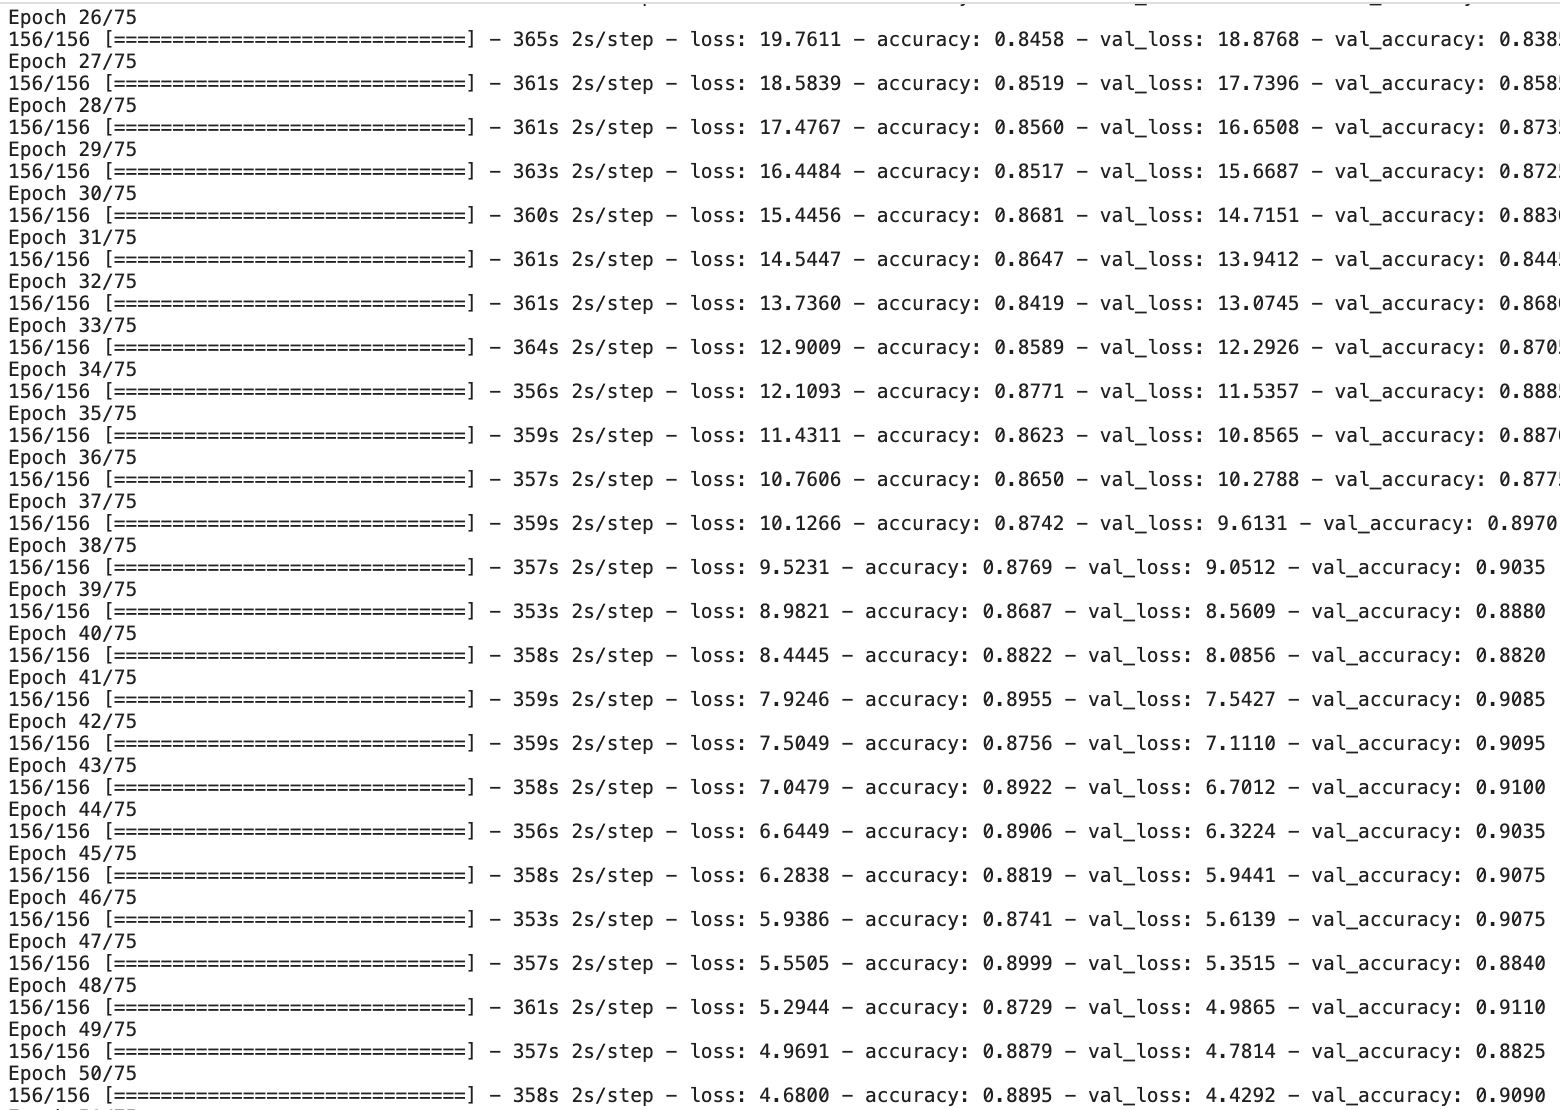 Epoch 26/75
156/156 [==============================] - 365s 2s/step - loss: 19.7611 - accuracy: 0.8458 - val_loss: 18.8768 - val_accuracy: 0.838
Epoch 27/75
156/156 [==============================] - 361s 2s/step - loss: 18.5839 - accuracy: 0.8519 - val_loss: 17.7396 - val_accuracy: 0.858
Epoch 28/75
156/156 [==============================] - 361s 2s/step - loss: 17.4767 - accuracy: 0.8560 - val_loss: 16.6508 - val_accuracy: 0.873
Epoch 29/75
156/156 [==============================] - 363s 2s/step - loss: 16.4484 - accuracy: 0.8517 - val_loss: 15.6687 - val_accuracy: 0.872
Epoch 30/75
156/156 [==============================] - 360s 2s/step - loss: 15.4456 - accuracy: 0.8681 - val_loss: 14.7151 - val_accuracy: 0.883
Epoch 31/75
156/156 [==============================] - 361s 2s/step - loss: 14.5447 - accuracy: 0.8647 - val_loss: 13.9412 - val_accuracy: 0.844
Epoch 32/75
156/156 [==============================] - 361s 2s/step - loss: 13.7360 - accuracy: 0.8419 - val_loss: 13.0745 - val_accuracy: 0.868
Epoch 33/75
156/156 [==============================] - 364s 2s/step - loss: 12.9009 - accuracy: 0.8589 - val_loss: 12.2926 - val_accuracy: 0.870
Epoch 34/75
156/156 [==============================] - 356s 2s/step - loss: 12.1093 - accuracy: 0.8771 - val_loss: 11.5357 - val_accuracy: 0.888
Epoch 35/75
156/156 [==============================] - 359s 2s/step - loss: 11.4311 - accuracy: 0.8623 - val_loss: 10.8565 - val_accuracy: 0.887
Epoch 36/75
156/156 [==============================] - 357s 2s/step - loss: 10.7606 - accuracy: 0.8650 - val_loss: 10.2788 - val_accuracy: 0.877
Epoch 37/75
156/156 [==============================] - 359s 2s/step - loss: 10.1266 - accuracy: 0.8742 - val_loss: 9.6131 - val_accuracy: 0.8970
Epoch 38/75
156/156 [==============================] - 357s 2s/step - loss: 9.5231 - accuracy: 0.8769 - val_loss: 9.0512 - val_accuracy: 0.9035
Epoch 39/75
156/156 [==============================] - 353s 2s/step - loss: 8.9821 - accuracy: 0.8687 - val_loss: 8.5609 - val_accuracy: 0.8880
Epoch 40/75
156/156 [==============================] - 358s 2s/step - loss: 8.4445 - accuracy: 0.8822 - val_loss: 8.0856 - val_accuracy: 0.8820
Epoch 41/75
156/156 [==============================] - 359s 2s/step - loss: 7.9246 - accuracy: 0.8955 - val_loss: 7.5427 - val_accuracy: 0.9085
Epoch 42/75
156/156 [==============================] - 359s 2s/step - loss: 7.5049 - accuracy: 0.8756 - val_loss: 7.1110 - val_accuracy: 0.9095
Epoch 43/75
156/156 [==============================] - 358s 2s/step - loss: 7.0479 - accuracy: 0.8922 - val_loss: 6.7012 - val_accuracy: 0.9100
Epoch 44/75
156/156 [==============================] - 356s 2s/step - loss: 6.6449 - accuracy: 0.8906 - val_loss: 6.3224 - val_accuracy: 0.9035
Epoch 45/75
156/156 [==============================] - 358s 2s/step - loss: 6.2838 - accuracy: 0.8819 - val_loss: 5.9441 - val_accuracy: 0.9075
Epoch 46/75
156/156 [==============================] - 353s 2s/step - loss: 5.9386 - accuracy: 0.8741 - val_loss: 5.6139 - val_accuracy: 0.9075
Epoch 47/75
156/156 [==============================] - 357s 2s/step - loss: 5.5505 - accuracy: 0.8999 - val_loss: 5.3515 - val_accuracy: 0.8840
Epoch 48/75
156/156 [==============================] - 361s 2s/step - loss: 5.2944 - accuracy: 0.8729 - val_loss: 4.9865 - val_accuracy: 0.9110
Epoch 49/75
156/156 [==============================] - 357s 2s/step - loss: 4.9691 - accuracy: 0.8879 - val_loss: 4.7814 - val_accuracy: 0.8825
Epoch 50/75
156/156 [==============================] - 358s 2s/step - loss: 4.6800 - accuracy: 0.8895 - val_loss: 4.4292 - val_accuracy: 0.9090